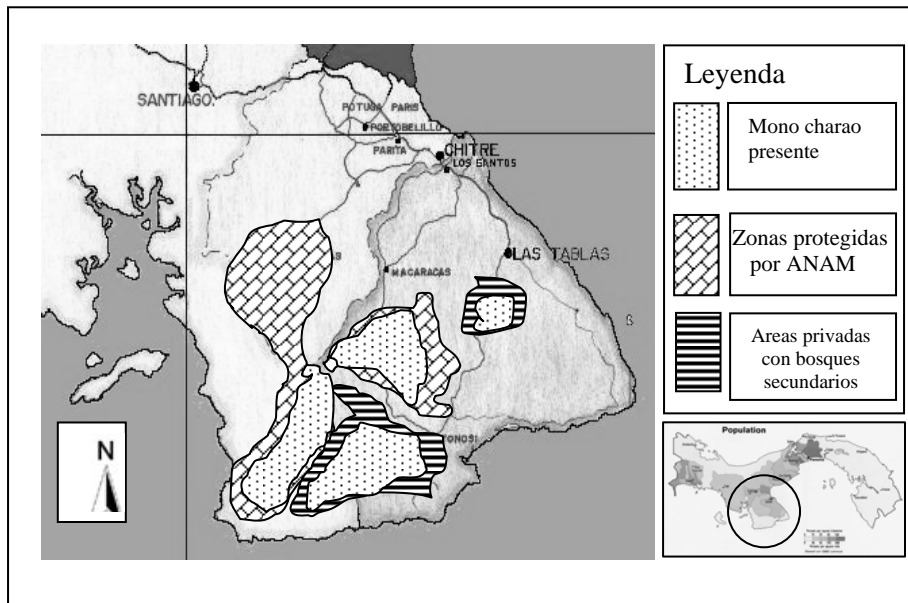 SANTIAGO.
POTUGA PARIS
PORTOBELILLO
PARITA
CHITRE
LOS SANTOS
LAS TABLAS
MACARACAS
TONOSI
N
Leyenda
Mono charao
presente
Zonas protegidas
por ANAM
Areas privadas
con bosques
secundarios
Population